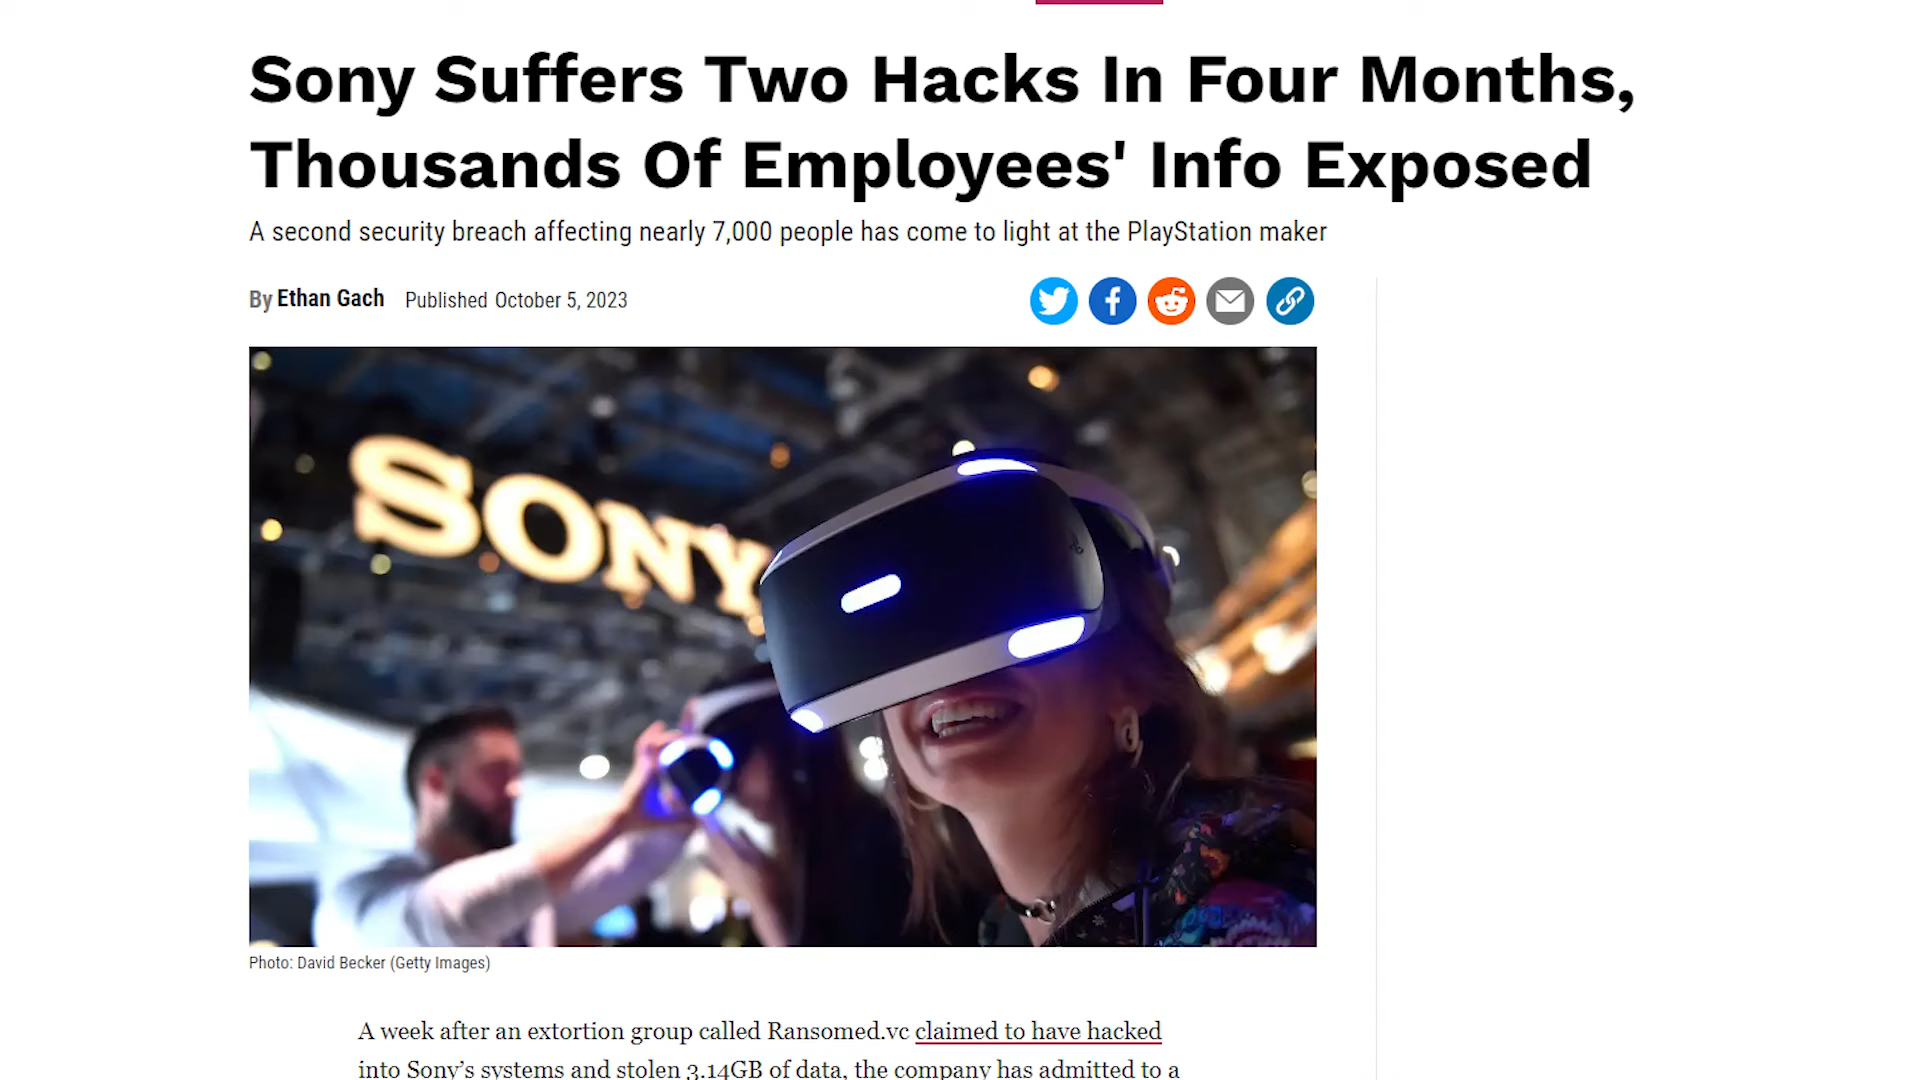 Sony Suffers Two Hacks In Four Months,
Thousands Of Employees' Info Exposed
A second security breach affecting nearly 7,000 people has come to light at the PlayStation maker
By Ethan Gach Published October 5, 2023
SONY
Photo: David Becker (Getty Images)
A week after an extortion group called Ransomed.vc claimed to have hacked
into Sony’s systems and stolen 3.14GB of data, the company has admitted to a